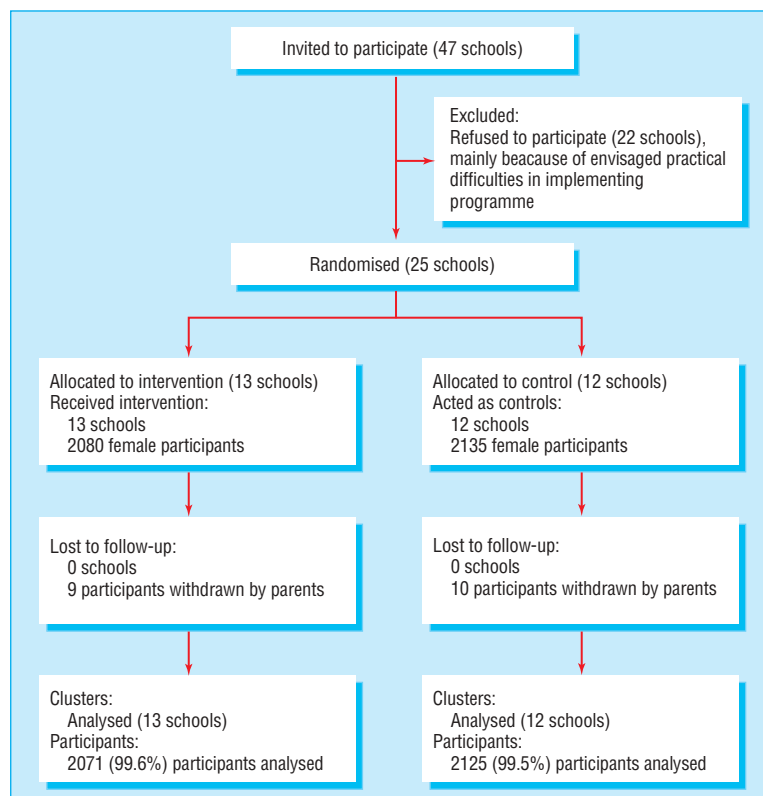 Invited to participate (47 schools)
Excluded:
Refused to participate (22 schools),
mainly beacause of envisaged practical
difficulties in implementing
programme
Randomised (25 schools)
Allocated to intervention (13 schools)
Received intervention:
13 schools
2080 female participants
Allocated to control (12 schools)
Acted as controls:
12 schools
2135 female participants
Lost to follow-up:
0 schools
9 participants withdrawn by parents
Lost to follow-up:
0 schools
10 participants withdrawn by parents
Clusters:
Analysed (13 schools)
Participants:
2071 (99.6%) participants analysed
Clusters:
Analysed (12 schools)
Participants:
2125 (99.5%) participants analysed